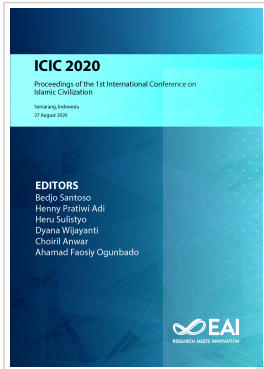 ICIC 2020
Proceedings of the 1st International Conference on
Islamic Civilization
Semarang, Indonesia
27 August 2020
EDITORS
Bedjo Santoso
Henny Pratiwi Adi
Heru Sulistyo
Dyana Wijayanti
Choiril Anwar
Ahamad Faosiy Ogunbado
EAI
RESEARCH MEETS INNOVATION